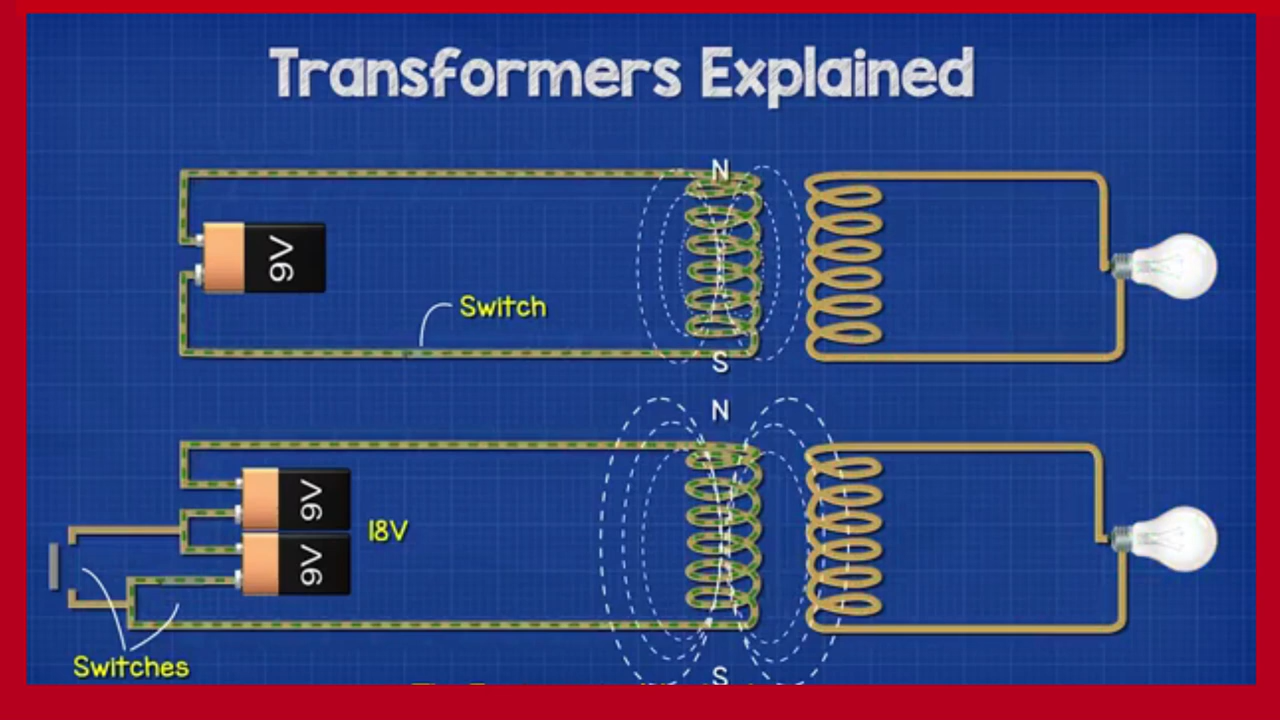 Transformers Explained
N
9V
Switch
S
N
9V
18V
9V
Switches
S